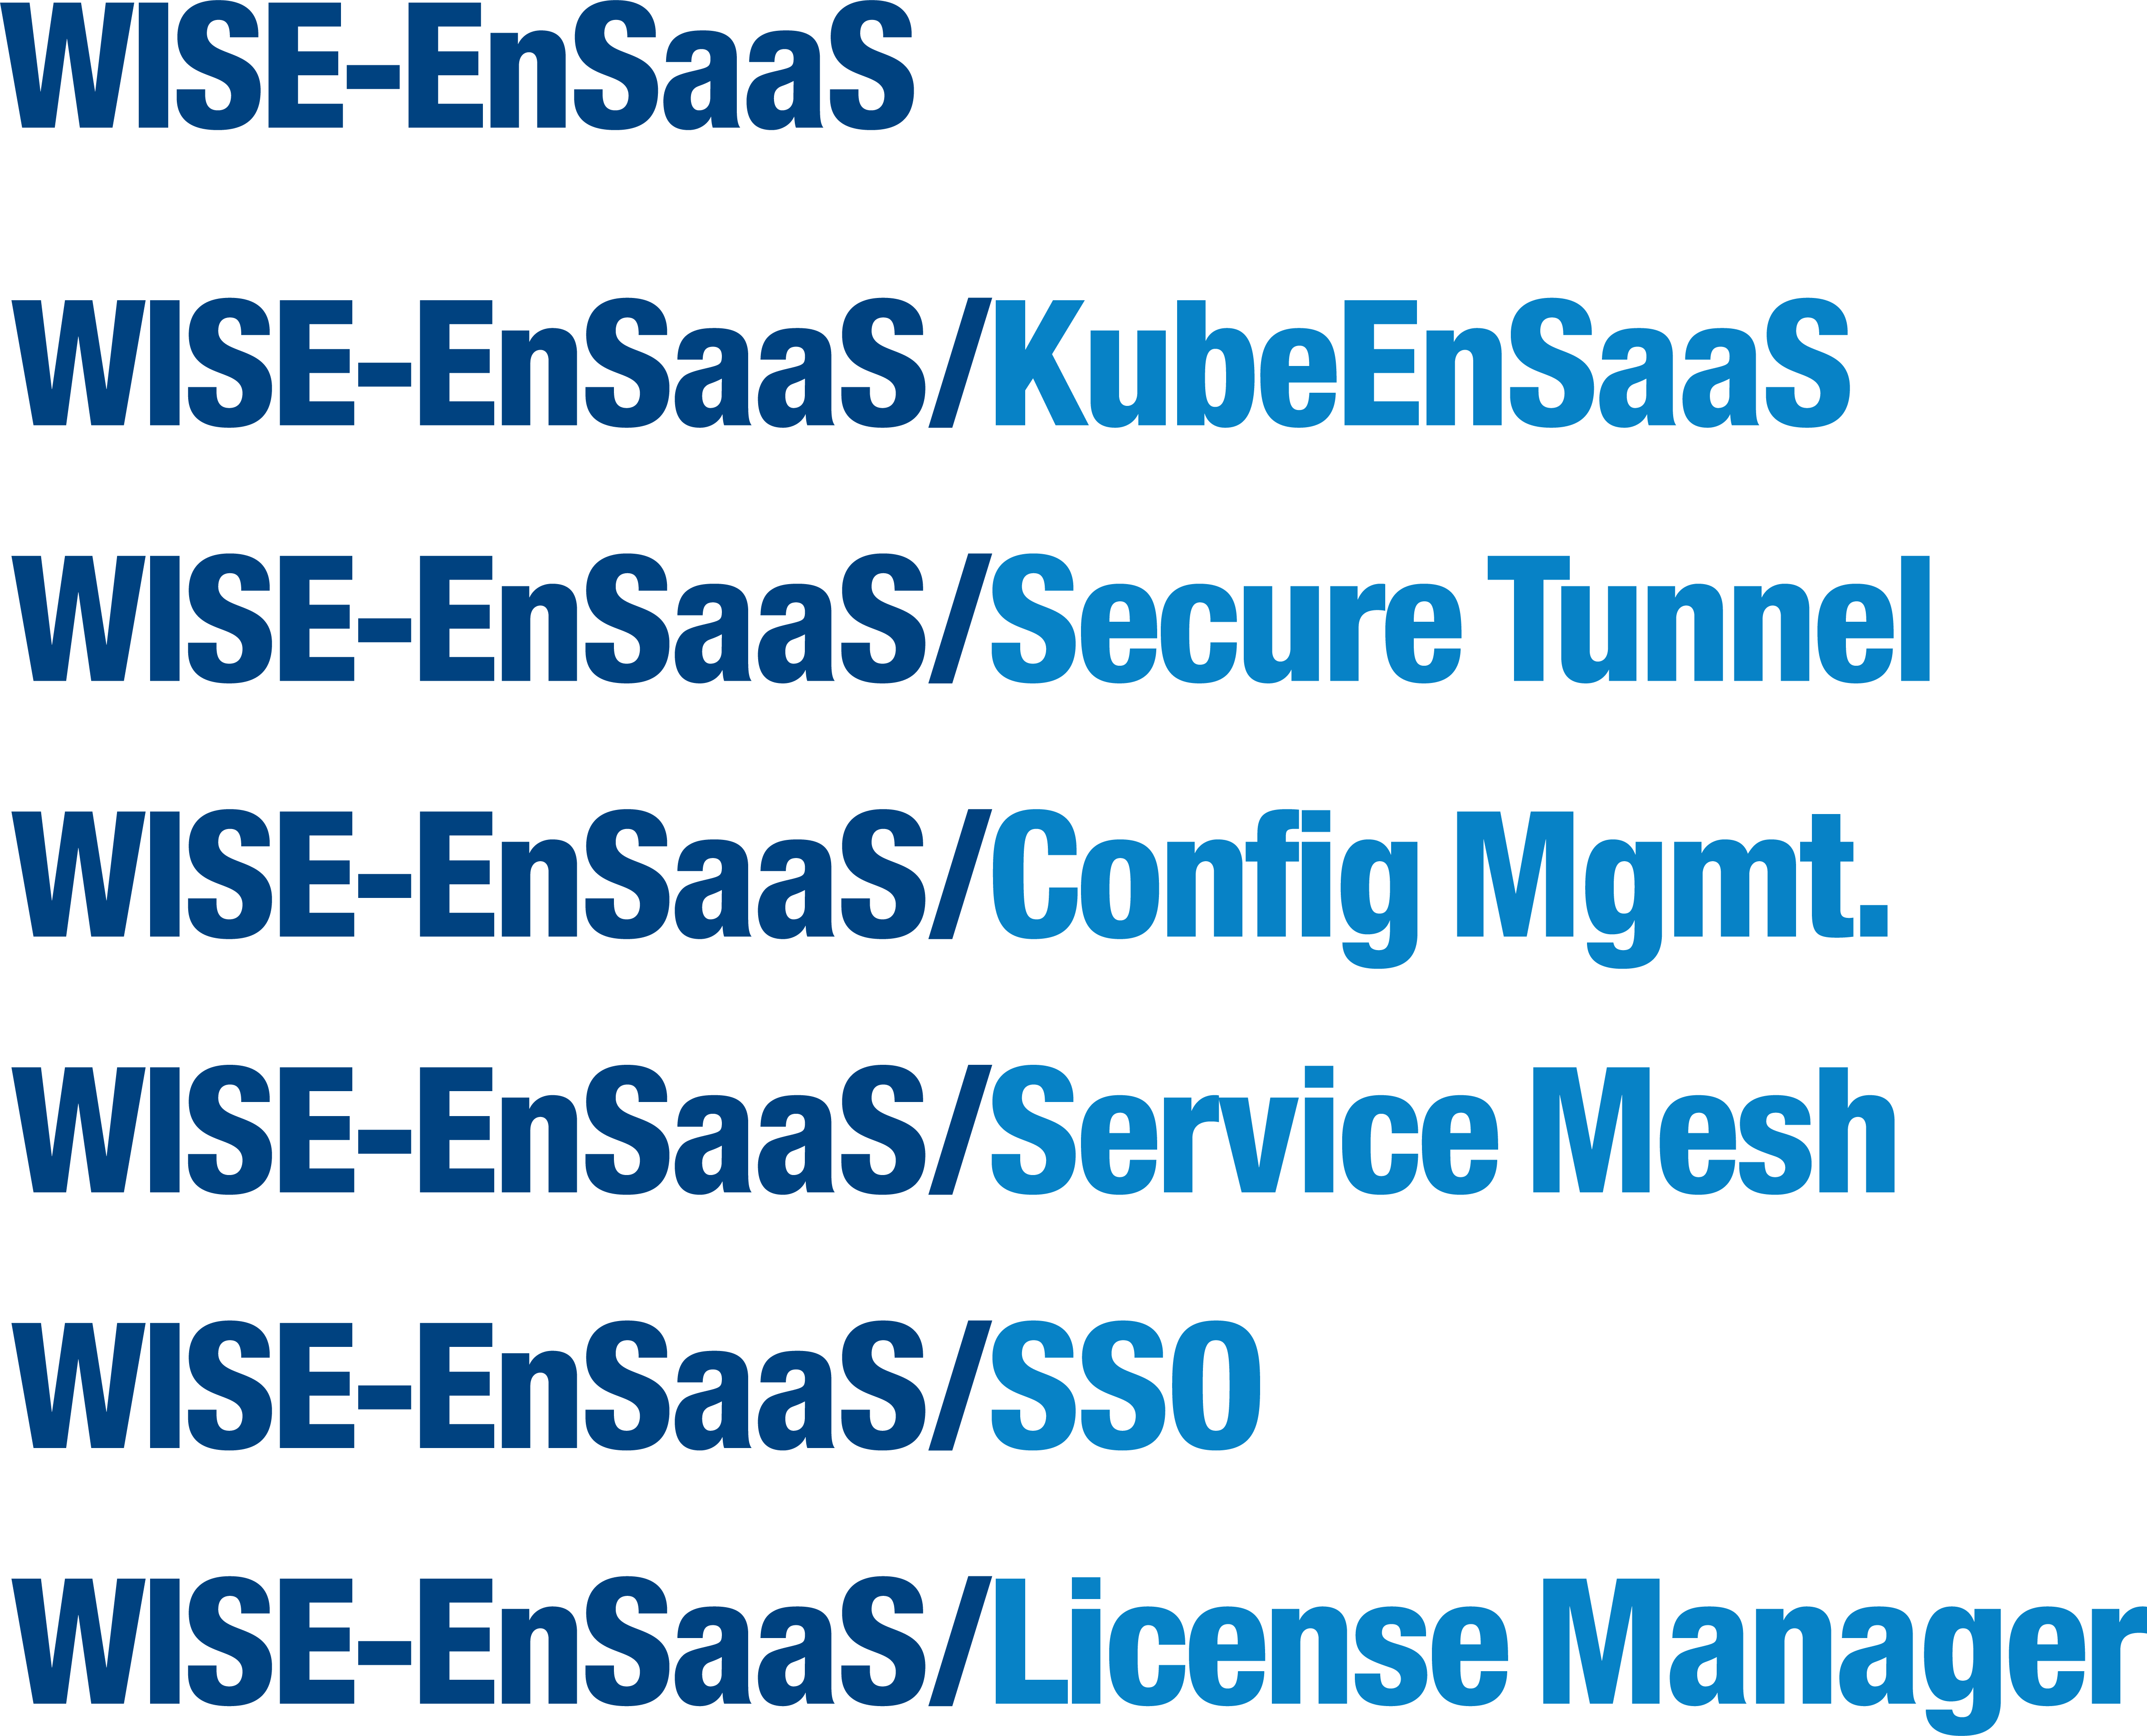 WISE-EnSaaS
WISE-EnSaaS/KubeEnSaaS
WISE-EnSaaS/Secure Tunnel
WISE-EnSaaS/Config Mgmt.
WISE-EnSaaS/Service Mesh
WISE-EnSaaS/SSO
WISE-EnSaaS/License Manager